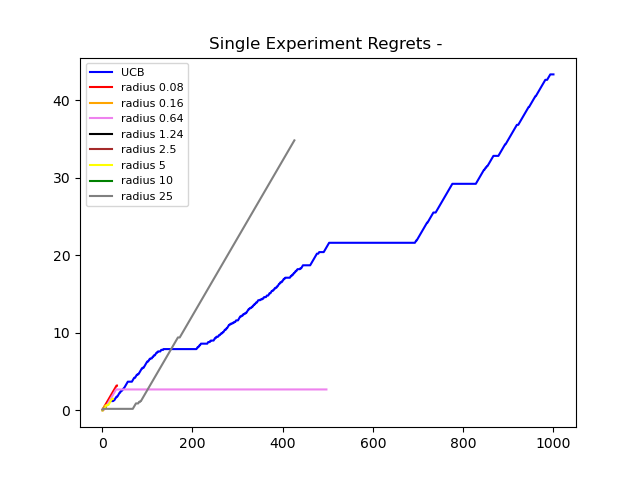 Single Experiment Regrets -
UCB
radius 0.08
radius 0.16
radius 0.64
radius 1.24
radius 2.5
radius 5
radius 10
radius 25
40
30
20
10
0
0 200 400 600 800 1000